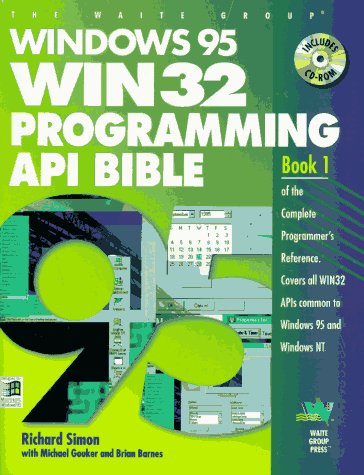 THE WAITE GROUP®
WINDOWS 95
WIN32
PROGRAMMING
API BIBLE
INCLUDES
CD-ROM
Book 1
of the
Complete
Programmer's
Reference.
Covers all WIN32
APIs common to
Windows 95 and
Windows NT
1995
Richard Simon
with Michael Gouker and Brian Barnes
WAITE
GROUP
PRESS™